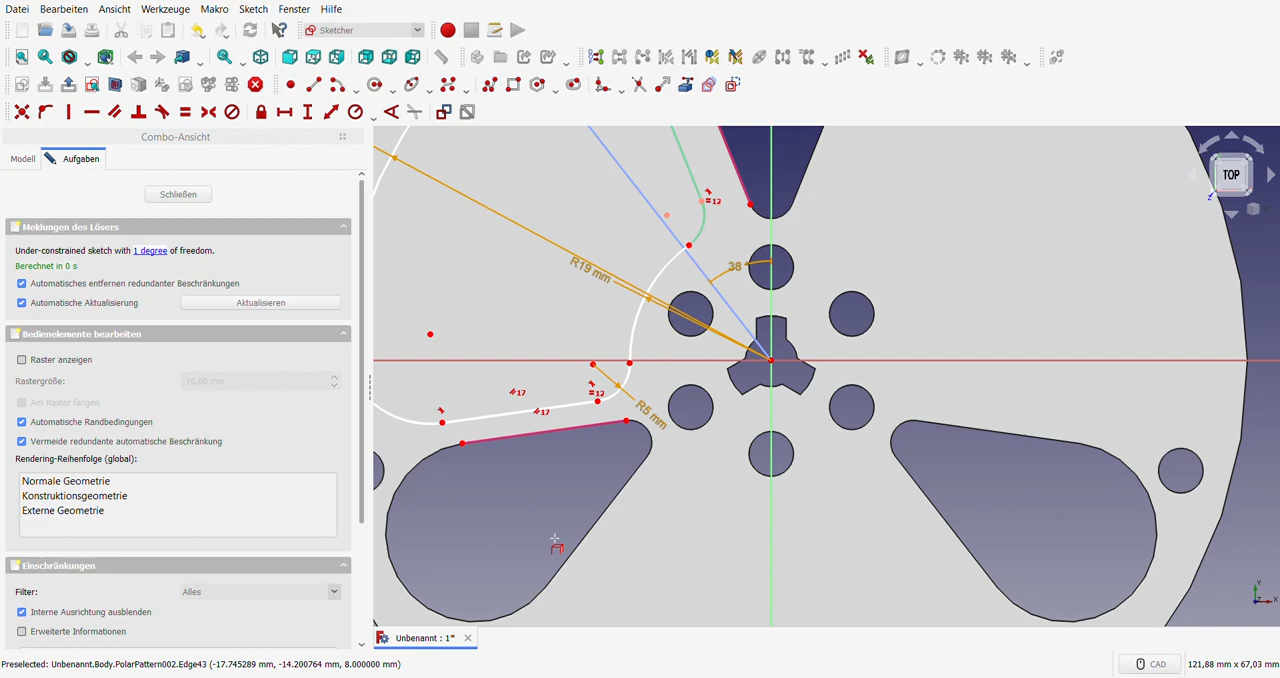 Datei Bearbeiten Ansicht Werkzeuge Makro Sketch Fenster Hilfe
Sketcher
Combo-Ansicht
Modell Aufgaben
Schließen
Meldungen des Lösers
Under-constrained sketch with 1 degree of freedom.
Berechnet in 0 s
Automatisches entfernen redundanter Beschränkungen
Automatische Aktualisierung Aktualisieren
Bedienelemente bearbeiten
Raster anzeigen
Rastergröße: 10,00 mm
Am Raster fangen
Automatische Randbedingungen
Vermeide redundante automatische Beschränkung
Rendering-Reihenfolge (global):
Normale Geometrie
Konstruktionsgeometrie
Externe Geometrie
Einschränkungen
Filter: Alles
Interne Ausrichtung ausblenden
Erweiterte Informationen
TOP
Z
12
38
R19 mm
17
12
17
R5 mm
Y
Z X
Unbenannt : 1*
Preselected: Unbenannt.Body.PolarPattern002.Edge43 (-17.745289 mm, -14.200764 mm, 8.000000 mm)
CAD
121,88 mm x 67,03 mm